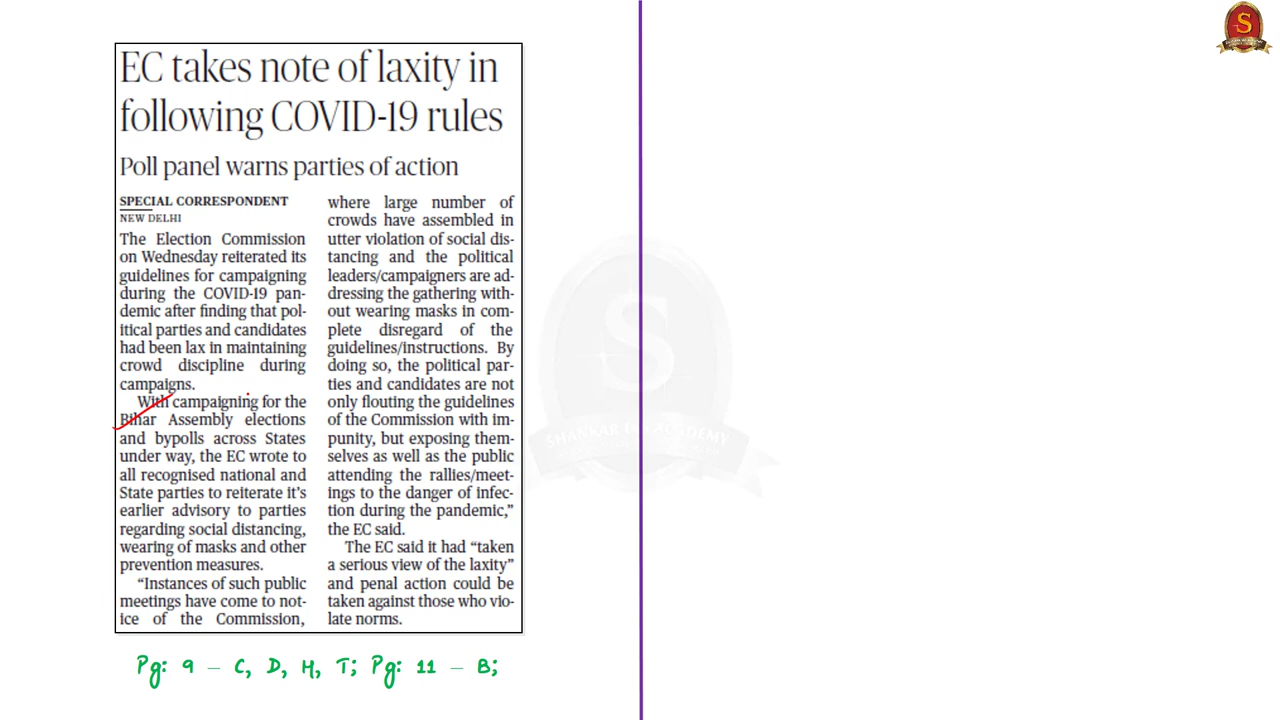 EC takes note of laxity in
following COVID-19 rules
Poll panel warns parties of action
SPECIAL CORRESPONDENT
NEW DELHI
The Election Commission
on Wednesday reiterated its
guidelines for campaigning
during the COVID-19 pan-
demic after finding that pol-
itical parties and candidates
had been lax in maintaining
crowd discipline during
campaigns.
With campaigning for the
Bihar Assembly elections
and bypolls across States
under way, the EC wrote to
all recognised national and
State parties to reiterate it's
earlier advisory to parties
regarding social distancing,
wearing of masks and other
prevention measures.
“Instances of such public
meetings have come to not-
ice of the Commission,
where large number of
crowds have assembled in
utter violation of social dis-
tancing and the political
leaders/campaigners are ad-
dressing the gathering with-
out wearing masks in com-
plete disregard of the
guidelines/instructions. By
doing so, the political par-
ties and candidates are not
only flouting the guidelines
of the Commission with im-
punity, but exposing them-
selves as well as the public
attending the rallies/meet-
ings to the danger of infec-
tion during the pandemic,”
the EC said.
The EC said it had “taken
a serious view of the laxity”
and penal action could be
taken against those who vio-
late norms.
Pg: 9 – C, D, H, T; Pg: 11 – B;
S
SHANKAR IAS ACADEMY
S